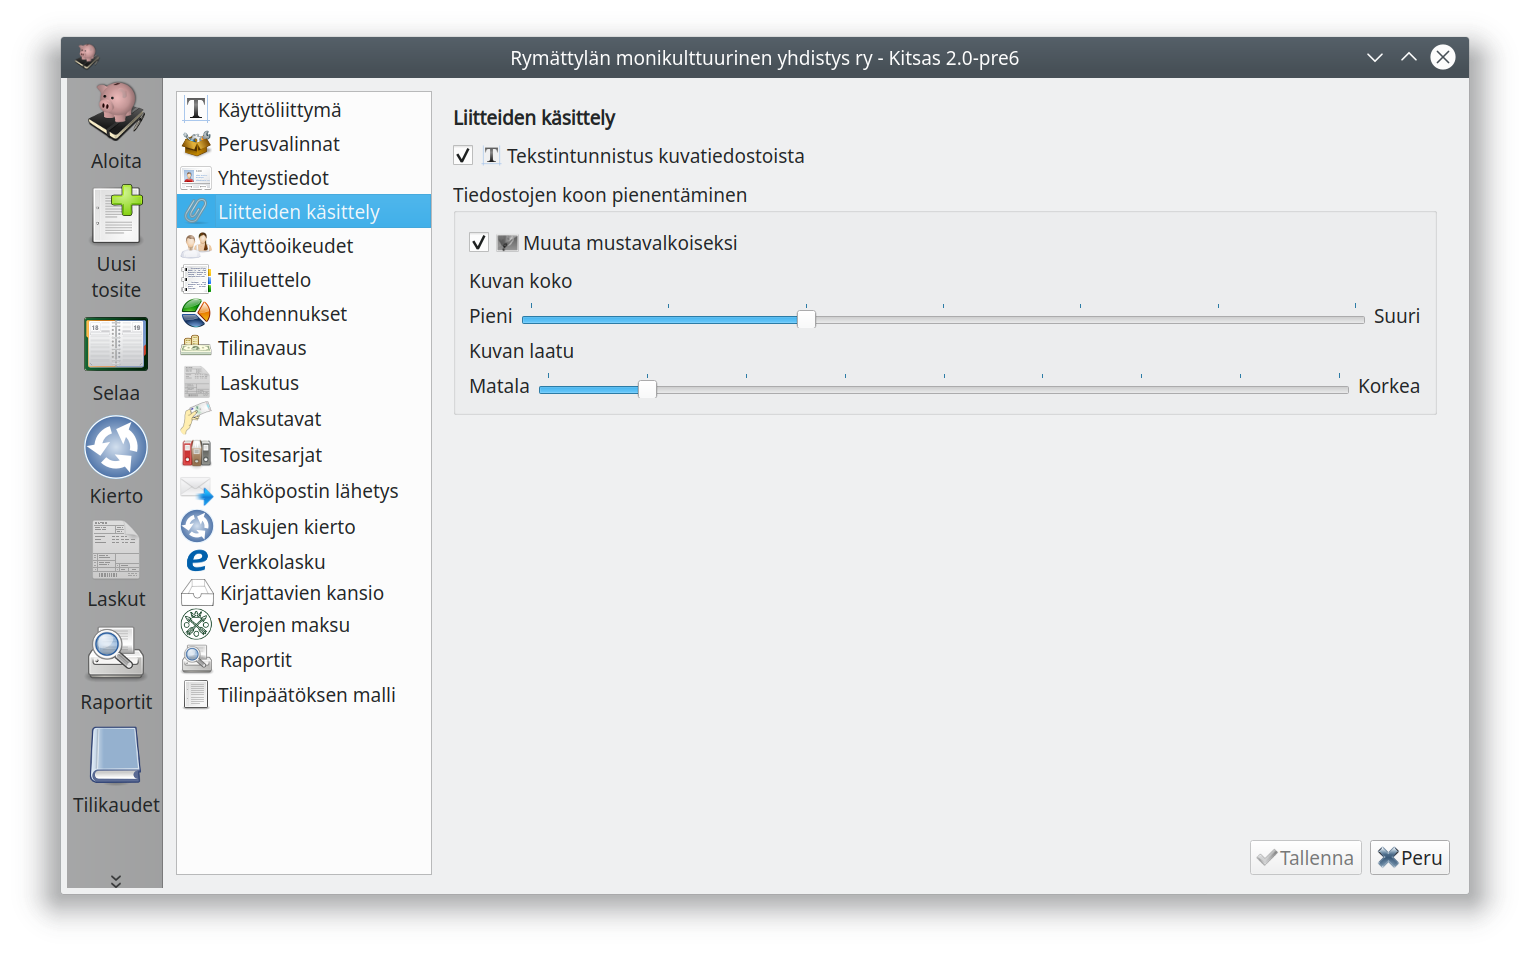 Rymättylän monikulttuurinen yhdistys ry - Kitsas 2.0-pre6
Aloita
Uusi
tosite
Selaa
Kierto
Laskut
Raportit
Tilikaudet
Käyttöliittymä
Perusvalinnat
Yhteystiedot
Liitteiden käsittely
Käyttöoikeudet
Tililuettelo
Kohdennukset
Tilinavaus
Laskutus
Maksutavat
Tositesarjat
Sähköpostin lähetys
Laskujen kierto
Verkkolasku
Kirjattavien kansio
Verojen maksu
Raportit
Tilinpäätöksen malli
Liitteiden käsittely
Tekstintunnistus kuvatiedostoista
Tiedostojen koon pienentäminen
Muuta mustavalkoiseksi
Kuvan koko
Pieni Suuri
Kuvan laatu
Matala Korkea
Tallenna Peru